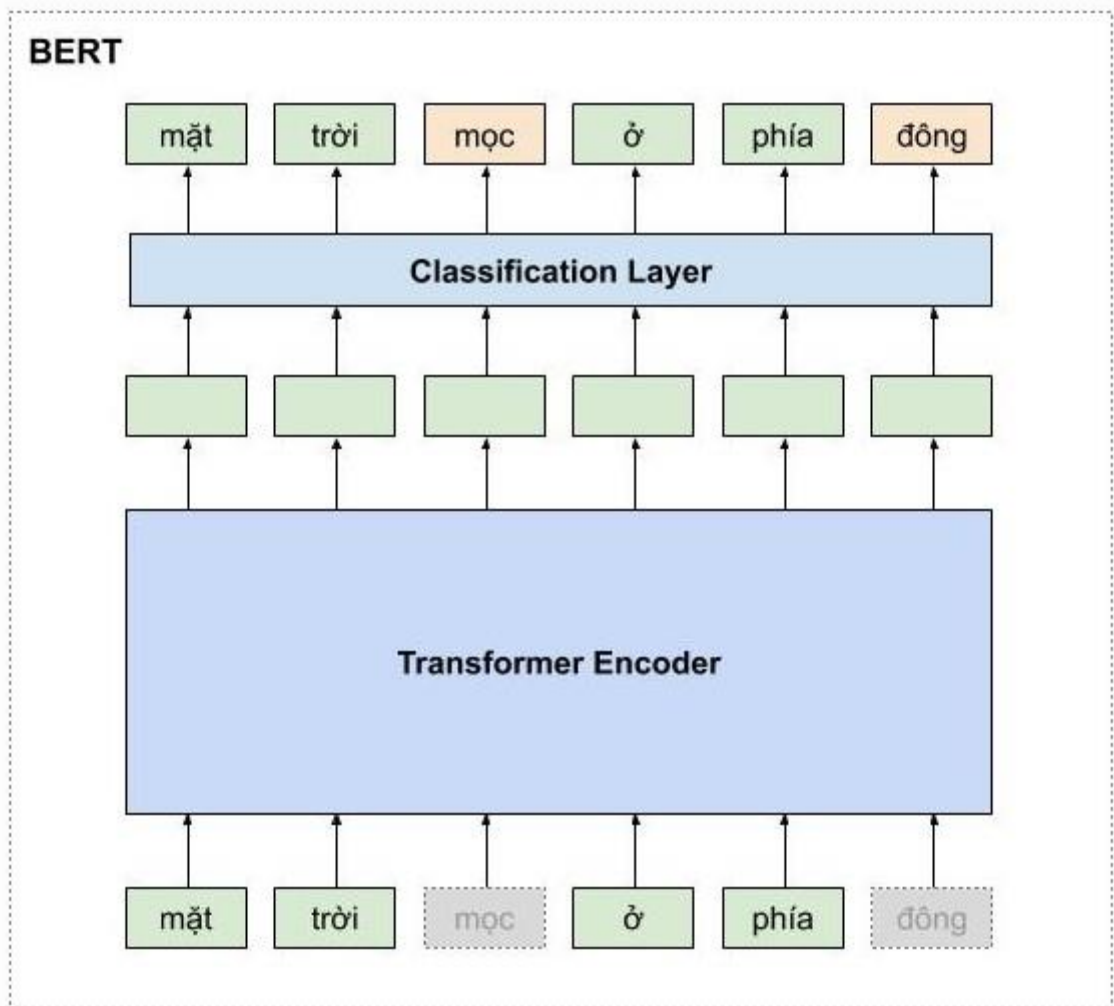 BERT
mặt trời mọc ở phía đông
Classification Layer
Transformer Encoder
mặt trời mọc ở phía đông